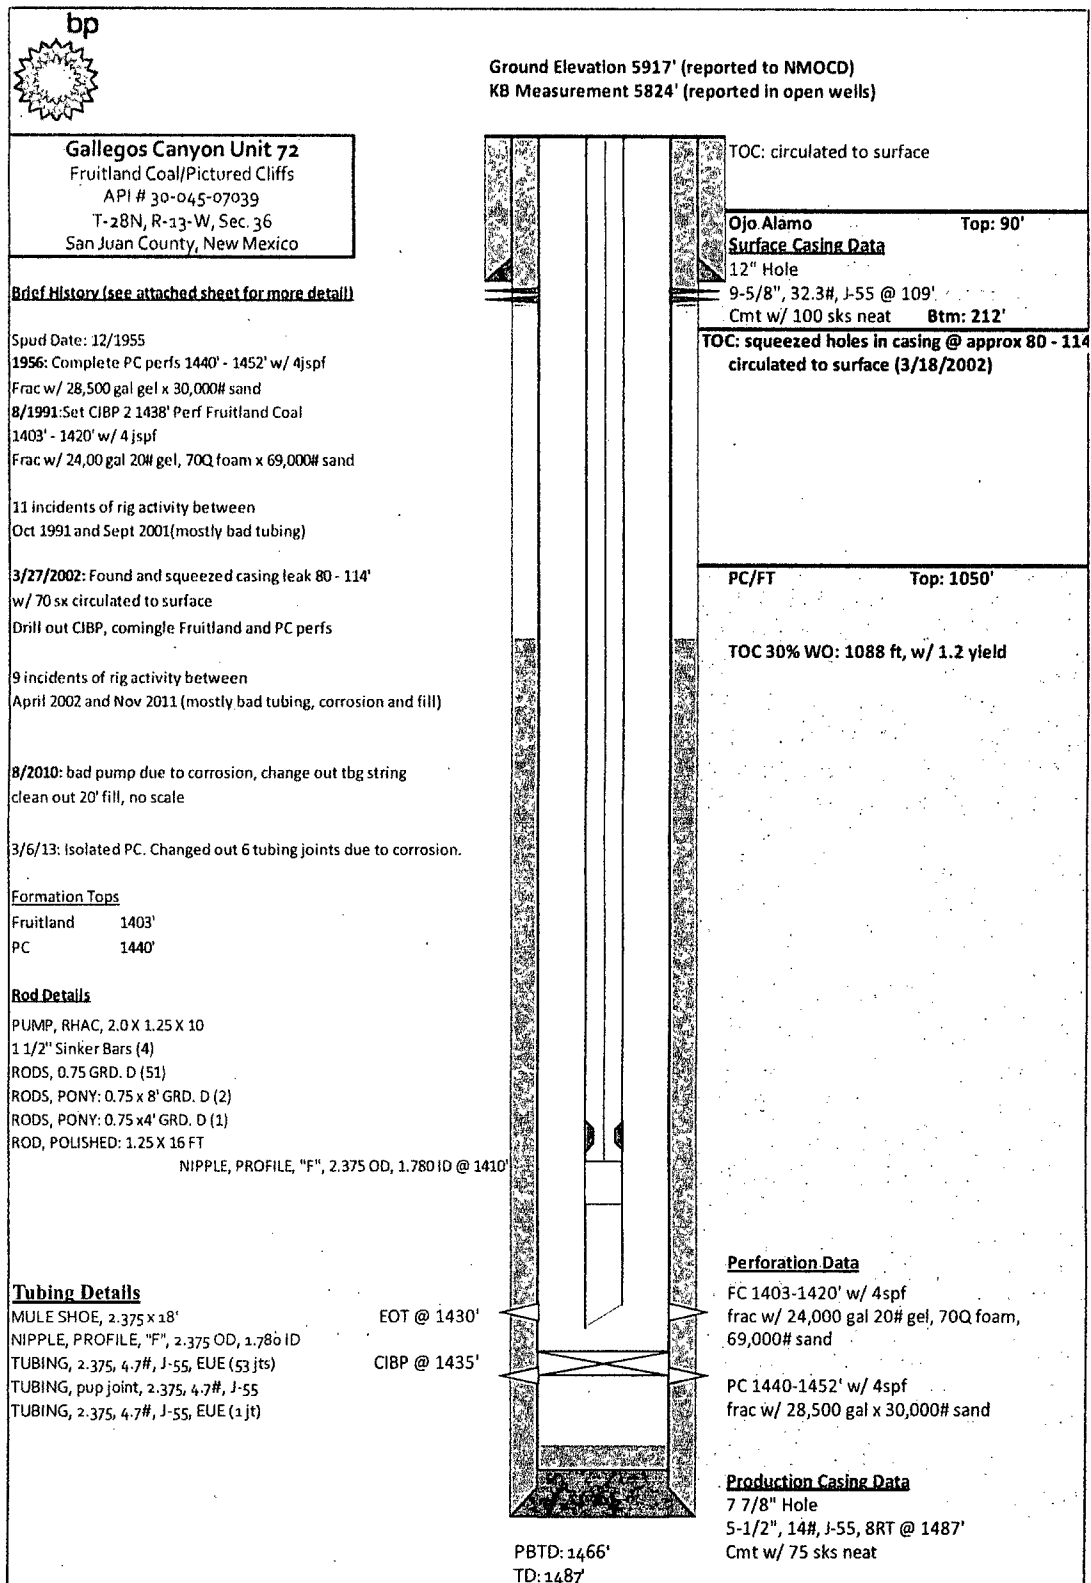 bp
Ground Elevation 5917' (reported to NMOCD)
KB Measurement 5824' (reported in open wells)
Gallegos Canyon Unit 72
Fruitland Coal/Pictured Cliffs
API # 30-045-07039
T-28N, R-13-W, Sec. 36
San Juan County, New Mexico
TOC: circulated to surface
Ojo Alamo Top: 90'
Surface Casing Data
12" Hole
9-5/8", 32.3#, J-55 @ 109'
Cmt w/ 100 sks neat Btm: 212'
TOC: squeezed holes in casing @ approx 80 - 114
circulated to surface (3/18/2002)
Brief History (see attached sheet for more detail)
Spud Date: 12/1955
1956: Complete PC perfs 1440' - 1452' w/ 4jspf
Frac w/ 28,500 gal gel x 30,000# sand
8/1991:Set CIBP 2 1438' Perf Fruitland Coal
1403' - 1420' w/ 4 jspf
Frac w/ 24,00 gal 20# gel, 70Q foam x 69,000# sand
11 incidents of rig activity between
Oct 1991 and Sept 2001(mostly bad tubing)
3/27/2002: Found and squeezed casing leak 80 - 114'
w/ 70 sx circulated to surface
Drill out CIBP, comingle Fruitland and PC perfs
9 incidents of rig activity between
April 2002 and Nov 2011 (mostly bad tubing, corrosion and fill)
8/2010: bad pump due to corrosion, change out tbg string
clean out 20' fill, no scale
3/6/13: Isolated PC. Changed out 6 tubing joints due to corrosion.
PC/FT Top: 1050'
TOC 30% WO: 1088 ft, w/ 1.2 yield
Formation Tops
Fruitland 1403'
PC 1440'
Rod Details
PUMP, RHAC, 2.0 X 1.25 X 10
1 1/2" Sinker Bars (4)
RODS, 0.75 GRD. D (51)
RODS, PONY: 0.75 x 8' GRD. D (2)
RODS, PONY: 0.75 x4' GRD. D (1)
ROD, POLISHED: 1.25 X 16 FT
NIPPLE, PROFILE, "F", 2.375 OD, 1.780 ID @ 1410'
Tubing Details
MULE SHOE, 2.375 x 18'
NIPPLE, PROFILE, "F", 2.375 OD, 1.780 ID
TUBING, 2.375, 4.7#, J-55, EUE (53 jts)
TUBING, pup joint, 2.375, 4.7#, J-55
TUBING, 2.375, 4.7#, J-55, EUE (1 jt)
EOT @ 1430'
CIBP @ 1435'
Perforation Data
FC 1403-1420' w/ 4spf
frac w/ 24,000 gal 20# gel, 70Q foam,
69,000# sand
PC 1440-1452' w/ 4spf
frac w/ 28,500 gal x 30,000# sand
Production Casing Data
7 7/8" Hole
5-1/2", 14#, J-55, 8RT @ 1487'
Cmt w/ 75 sks neat
PBTD: 1466'
TD: 1487'